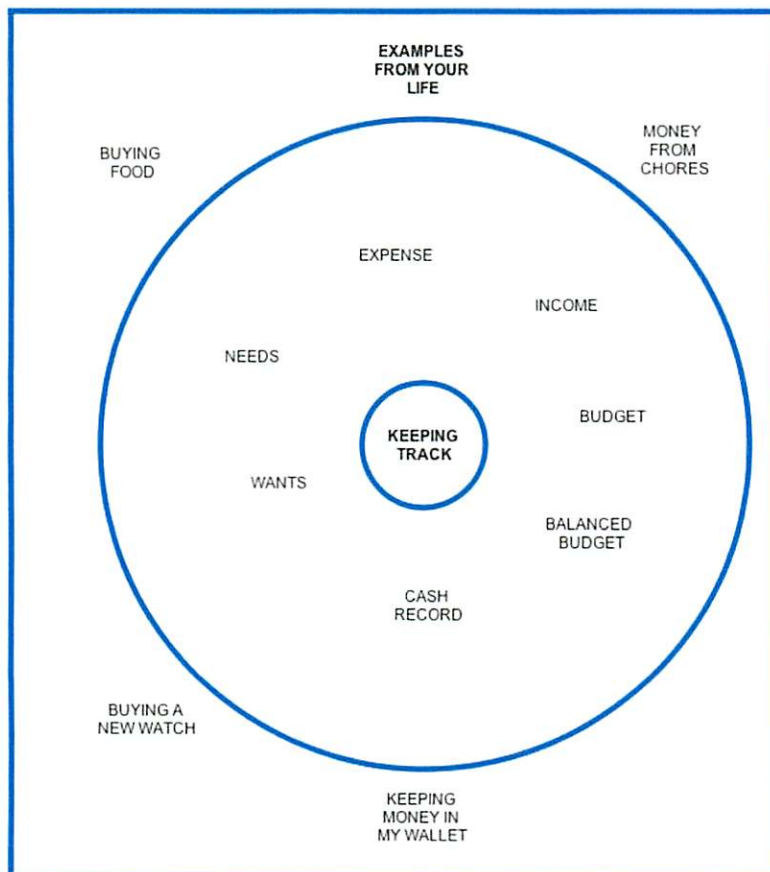 EXAMPLES
FROM YOUR
LIFE
BUYING
FOOD
MONEY
FROM
CHORES
EXPENSE
INCOME
NEEDS
BUDGET
KEEPING
TRACK
WANTS
BALANCED
BUDGET
CASH
RECORD
BUYING A
NEW WATCH
KEEPING
MONEY IN
MY WALLET